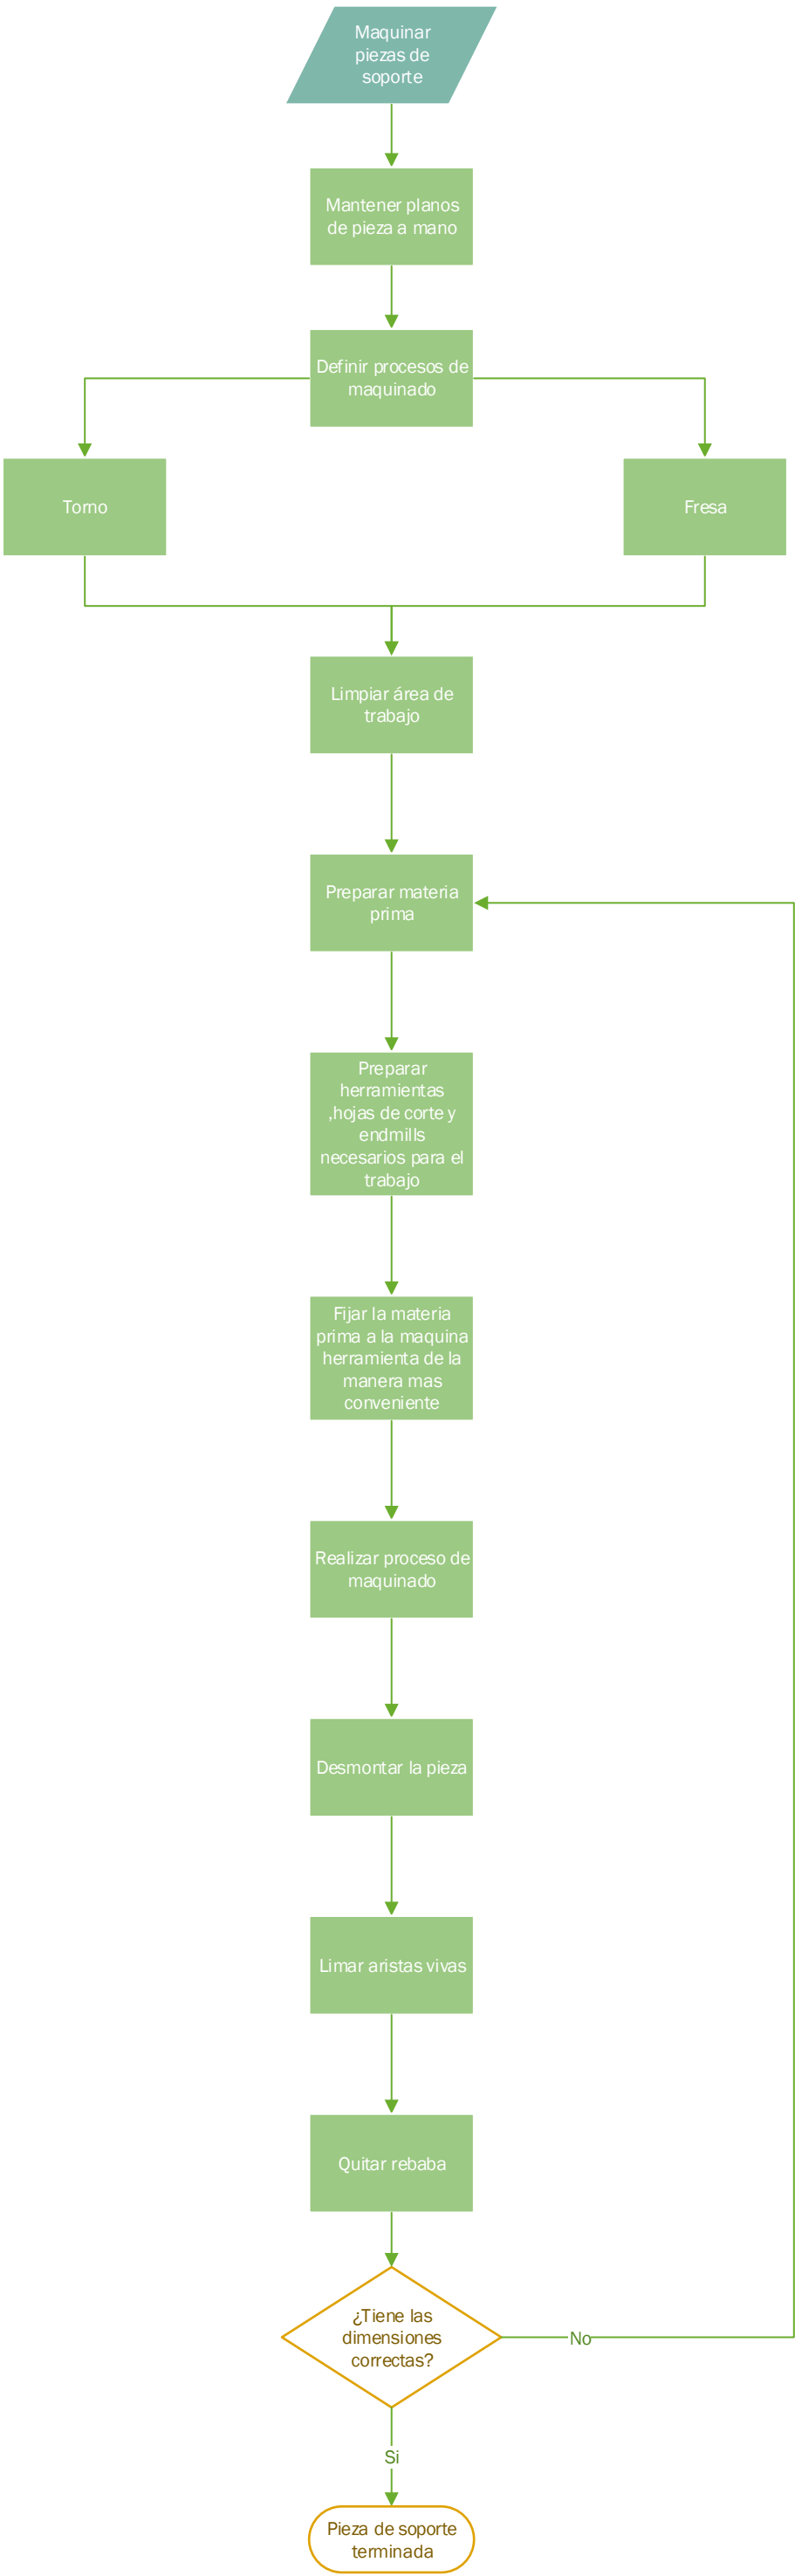 Maquinar
piezas de
soporte
Mantener planos
de pieza a mano
Definir procesos de
maquinado
Torno
Fresa
Limpiar área de
trabajo
Preparar materia
prima
Preparar
herramientas
,hojas de corte y
endmills
necesarios para el
trabajo
Fijar la materia
prima a la maquina
herramienta de la
manera mas
conveniente
Realizar proceso de
maquinado
Desmontar la pieza
Limar aristas vivas
Quitar rebaba
¿Tiene las
dimensiones
correctas?
No
Si
Pieza de soporte
terminada